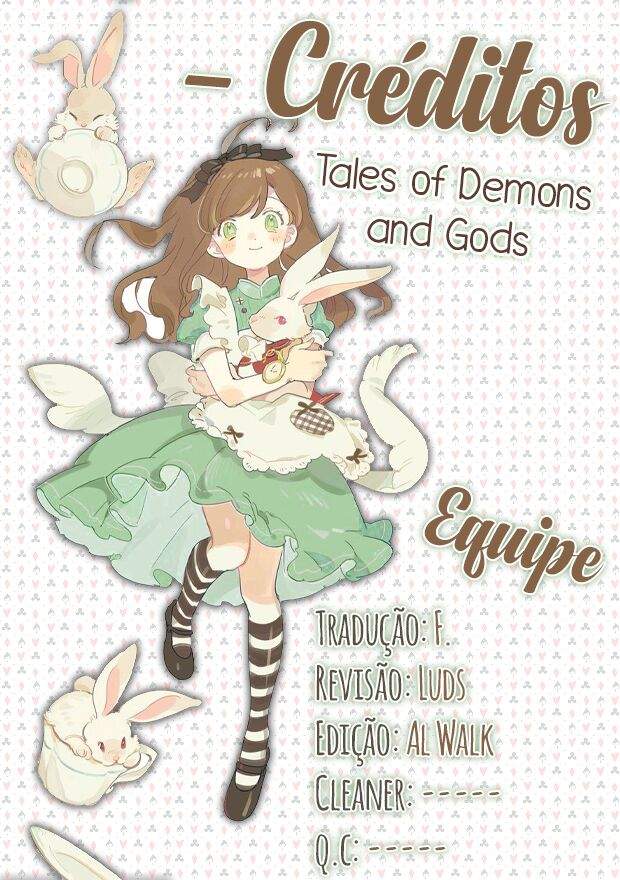 – Créditos
Tales of Demons
and Gods
Equipe
Tradução: F.
Revisão: Luds
Edição: Al Walk
Cleaner: -----
Q.C: -----